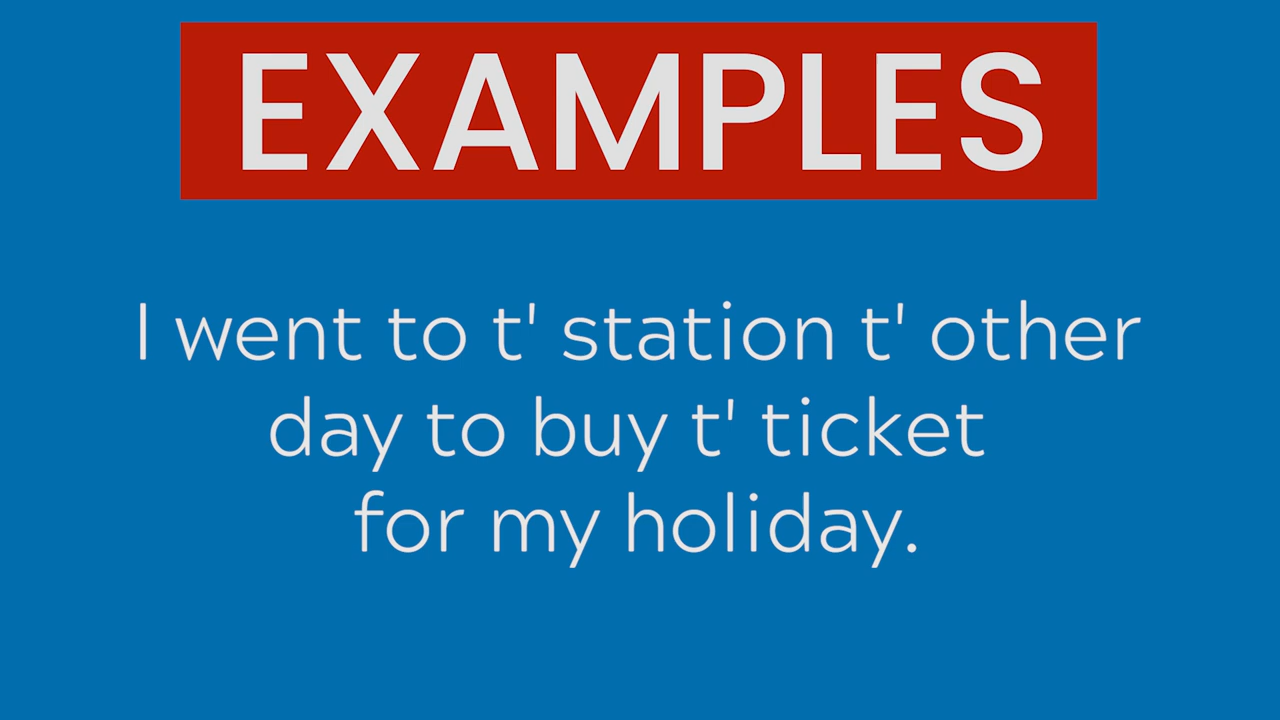 EXAMPLES
I went to t' station t' other
day to buy t' ticket
for my holiday.